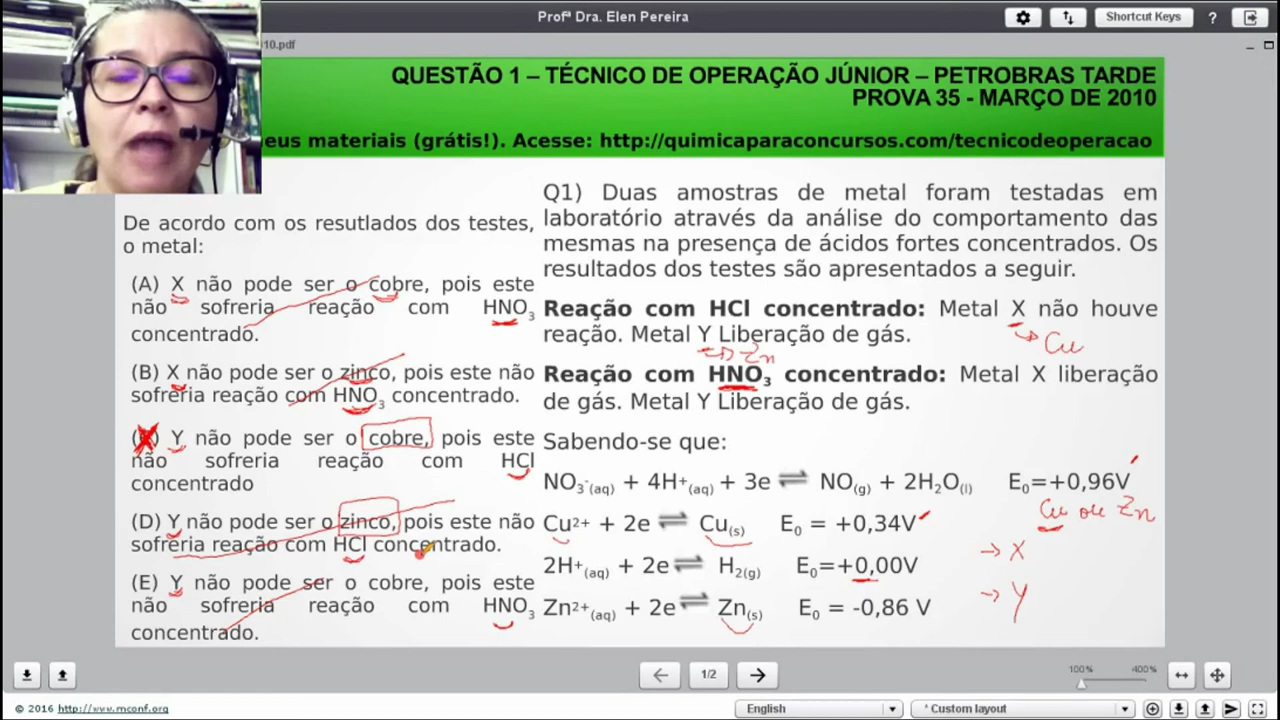 Profª Dra. Elen Pereira
Shortcut Keys
?
10.pdf
QUESTÃO 1 – TÉCNICO DE OPERAÇÃO JÚNIOR – PETROBRAS TARDE
PROVA 35 - MARÇO DE 2010
eus materiais (grátis!). Acesse: http://quimicaparaconcursos.com/tecnicodeoperacao
De acordo com os resutlados dos testes,
o metal:
(A) X não pode ser o cobre, pois este
não sofreria reação com HNO₃
concentrado.
(B) X não pode ser o zinco, pois este não
sofreria reação com HNO₃ concentrado.
Y não pode ser o cobre, pois este
não sofreria reação com HCl
concentrado
(D) Y não pode ser o zinco, pois este não
sofreria reação com HCl concentrado.
(E) Y não pode ser o cobre, pois este
não sofreria reação com HNO₃
concentrado.
Q1) Duas amostras de metal foram testadas em
laboratório através da análise do comportamento das
mesmas na presença de ácidos fortes concentrados. Os
resultados dos testes são apresentados a seguir.
Reação com HCl concentrado: Metal X não houve
reação. Metal Y Liberação de gás.
→ Cu
→ Zn
Reação com HNO₃ concentrado: Metal X liberação
de gás. Metal Y Liberação de gás.
Sabendo-se que:
NO₃⁻(aq) + 4H⁺(aq) + 3e ⇌ NO(g) + 2H₂O(l) E₀=+0,96V
Cu²⁺ + 2e ⇌ Cu(s) E₀ = +0,34V
Cu ou Zn
2H⁺(aq) + 2e ⇌ H₂(g) E₀=+0,00V
→ X
Zn²⁺(aq) + 2e ⇌ Zn(s) E₀ = -0,86 V
→ Y
1/2
100% 400%
© 2016 http://www.mconf.org
English
* Custom layout